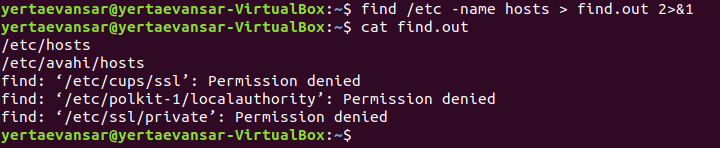 yertaevansar@yertaevansar-VirtualBox:~$ find /etc -name hosts > find.out 2>&1
yertaevansar@yertaevansar-VirtualBox:~$ cat find.out
/etc/hosts
/etc/avahi/hosts
find: ‘/etc/cups/ssl’: Permission denied
find: ‘/etc/polkit-1/localauthority’: Permission denied
find: ‘/etc/ssl/private’: Permission denied
yertaevansar@yertaevansar-VirtualBox:~$